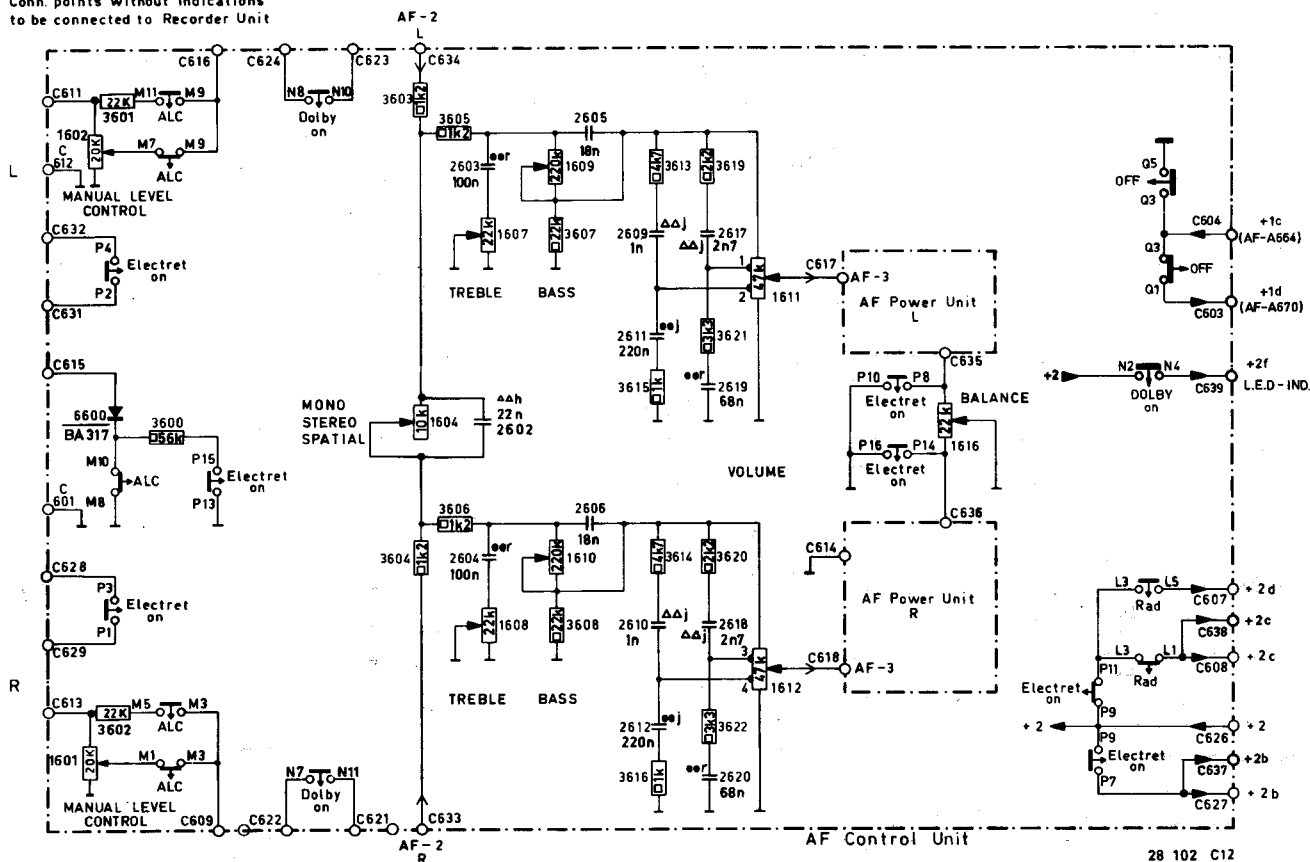 Conn. points without indications
to be connected to Recorder Unit
AF-2
L
C616
C624
C623
C634
C611
22K
M11
M9
3601
ALC
N8
N10
Dolby
on
3603
1k2
1602
20K
M7
M9
ALC
C
612
MANUAL LEVEL
CONTROL
L
3605
1k2
2605
18n
2603
100n
220k
1609
22k
1607
22k
3607
TREBLE
BASS
4k7
3613
2k2
3619
2609
1n
ΔΔj
ΔΔj
2617
2n7
1
2
47k
1611
2611
220n
3k3
3621
3615
1k
2619
68n
C617
AF-3
AF Power Unit
L
C635
Q5
OFF
Q3
C604
+1c
(AF-A664)
Q3
OFF
Q1
C603
+1d
(AF-A670)
+2
N2
N4
DOLBY
on
C639
+2f
L.E.D-IND.
C632
P4
Electret
on
P2
C631
C615
6600
BA317
3600
56k
M10
ALC
M8
P15
Electret
on
P13
C
601
MONO
STEREO
SPATIAL
10k
1604
ΔΔh
22n
2602
VOLUME
P10
P8
Electret
on
BALANCE
22k
1616
P16
P14
Electret
on
C636
3606
1k2
2606
18n
3604
1k2
2604
100n
220k
1610
22k
1608
22k
3608
TREBLE
BASS
4k7
3614
2k2
3620
2610
1n
ΔΔj
ΔΔj
2618
2n7
3
4
47k
1612
2612
220n
3k3
3622
3616
1k
2620
68n
C614
C618
AF-3
AF Power Unit
R
C628
P3
Electret
on
P1
C629
R
C613
22K
M5
M3
3602
ALC
1601
20K
M1
M3
ALC
MANUAL LEVEL
CONTROL
C609
C622
N7
N11
Dolby
on
C621
C633
AF-2
R
L3
L5
Rad
C607
+2d
C638
+2c
L3
L1
Rad
C608
+2c
P11
Electret
on
P9
+2
C626
+2
P9
Electret
on
P7
C637
+2b
C627
+2b
AF Control Unit
28 102 C12